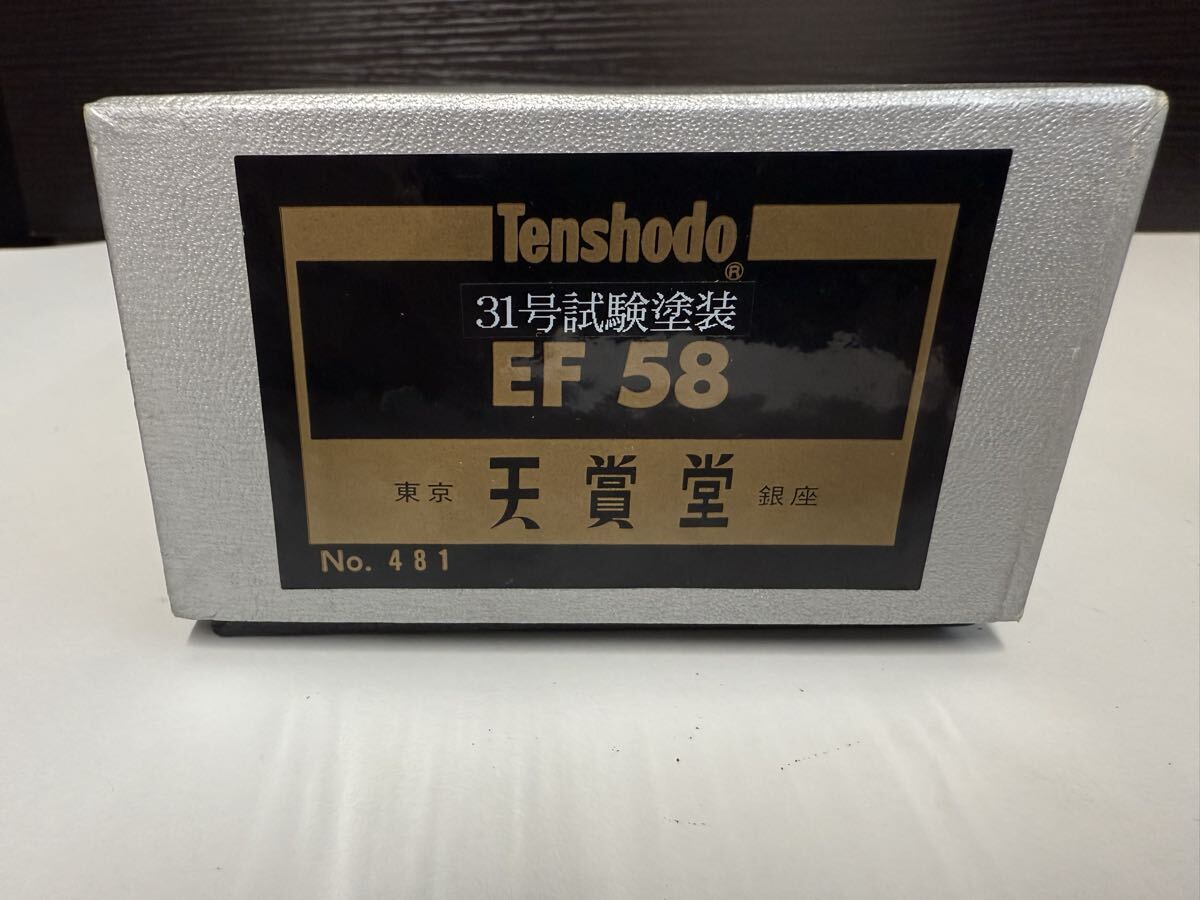 Tenshodo®
31号試験塗装
EF 58
東京 天賞堂 銀座
No. 481